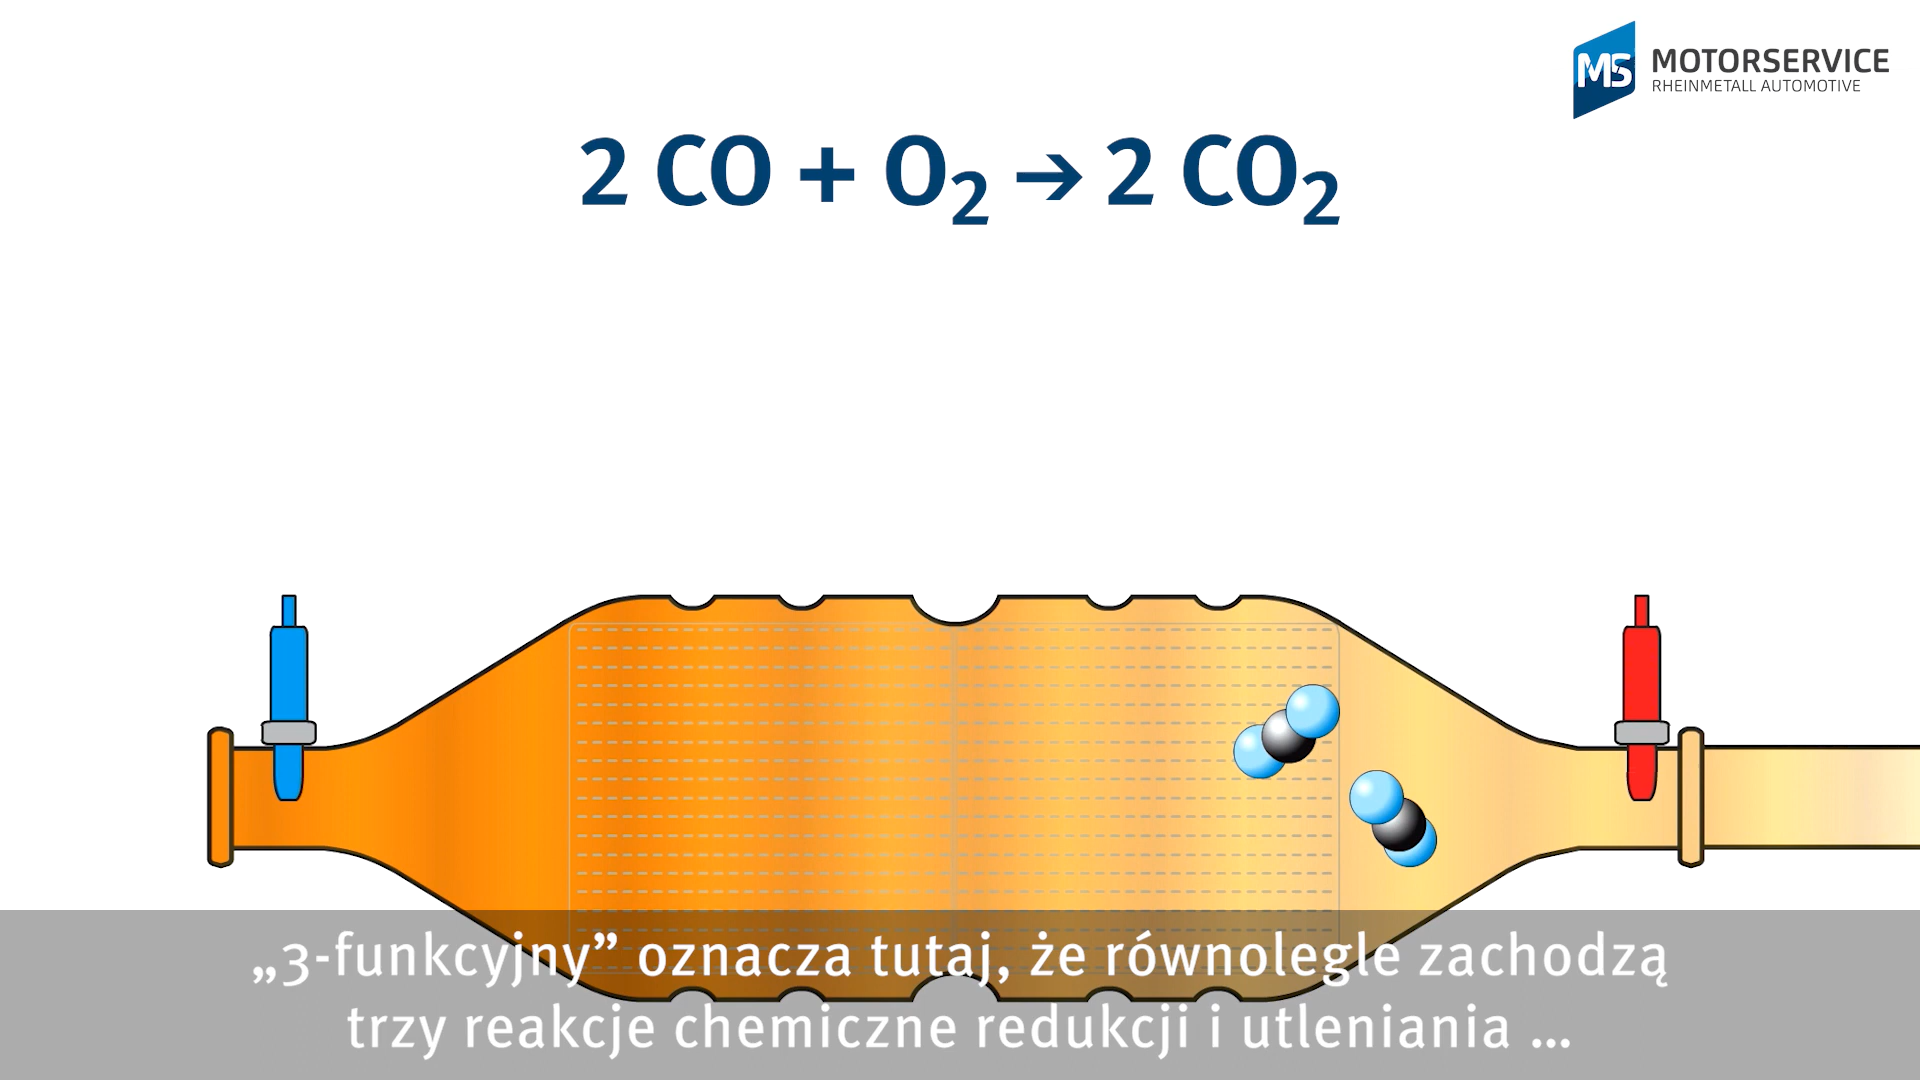 MS MOTORSERVICE
RHEINMETALL AUTOMOTIVE
2 CO + O₂ → 2 CO₂
„3-funkcyjny” oznacza tutaj, że równolegle zachodzą
trzy reakcje chemiczne redukcji i utleniania ...